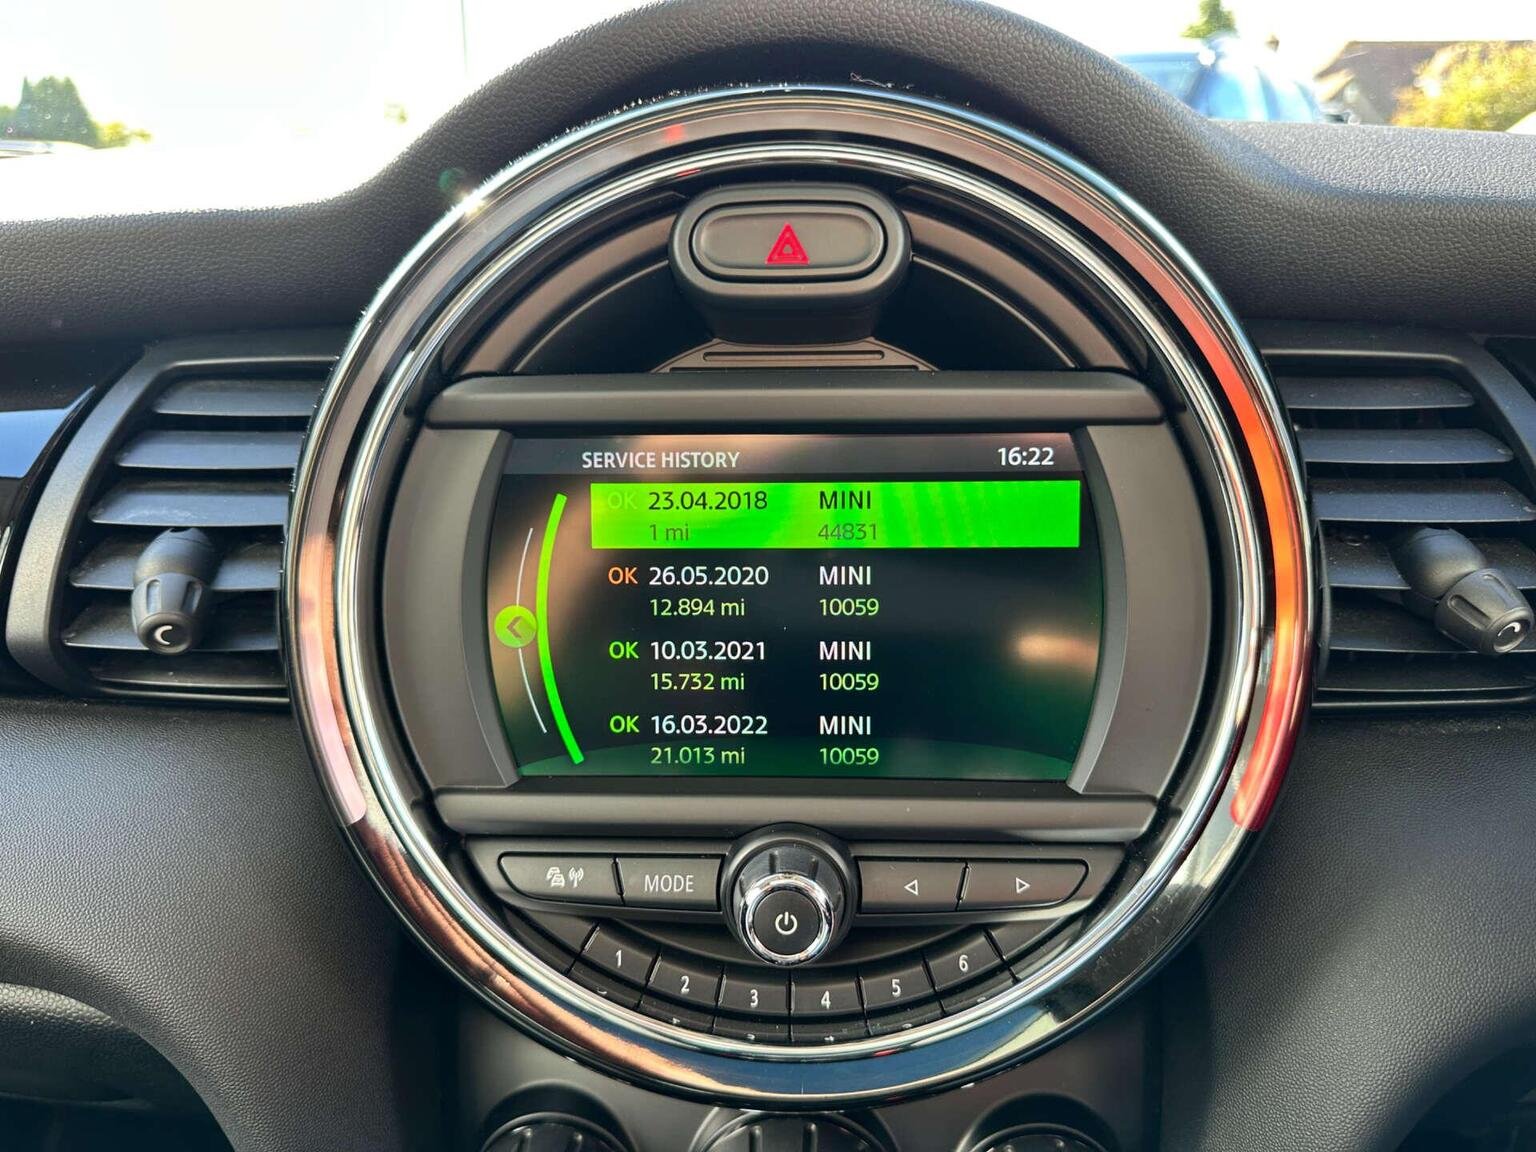 SERVICE HISTORY 16:22
OK 23.04.2018 MINI
1 mi 44831
OK 26.05.2020 MINI
12.894 mi 10059
OK 10.03.2021 MINI
15.732 mi 10059
OK 16.03.2022 MINI
21.013 mi 10059
MODE
1 2 3 4 5 6